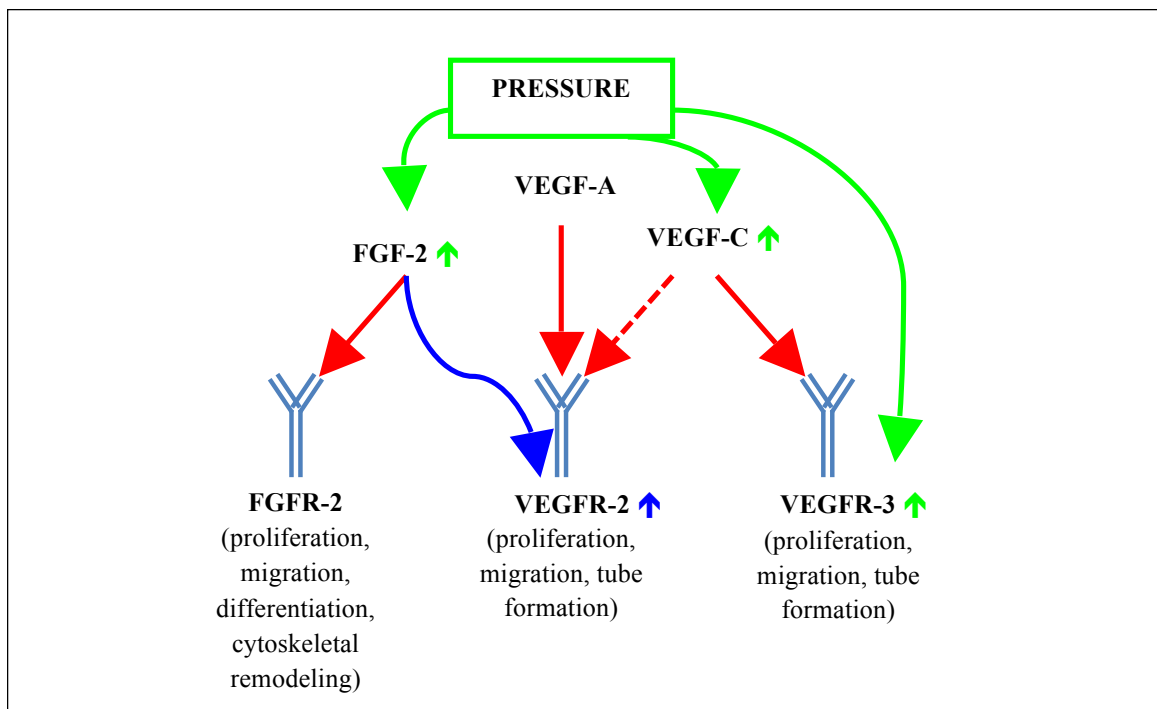 PRESSURE
VEGF-A
FGF-2
VEGF-C
FGFR-2
(proliferation,
migration,
differentiation,
cytoskeletal
remodeling)
VEGFR-2
(proliferation,
migration, tube
formation)
VEGFR-3
(proliferation,
migration, tube
formation)